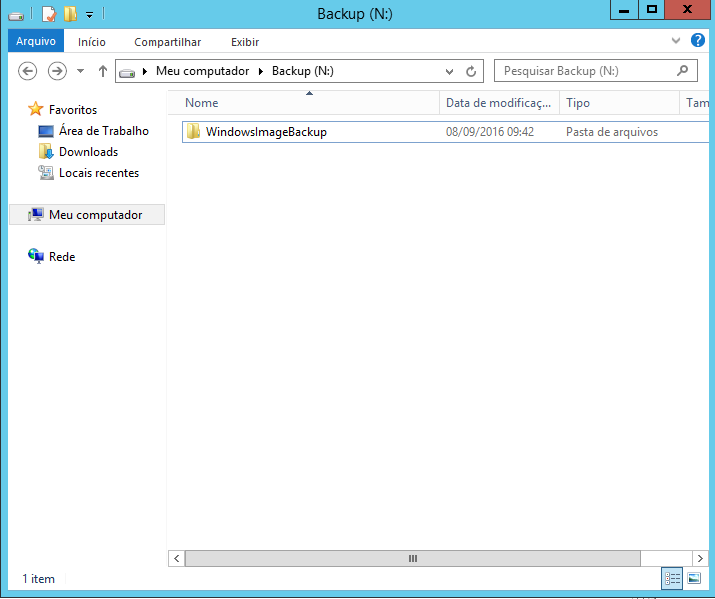 Backup (N:)
Arquivo Início Compartilhar Exibir
Meu computador Backup (N:) Pesquisar Backup (N:)
Favoritos
Área de Trabalho
Downloads
Locais recentes
Meu computador
Rede
Nome Data de modificaç... Tipo Tam
WindowsImageBackup 08/09/2016 09:42 Pasta de arquivos
1 item